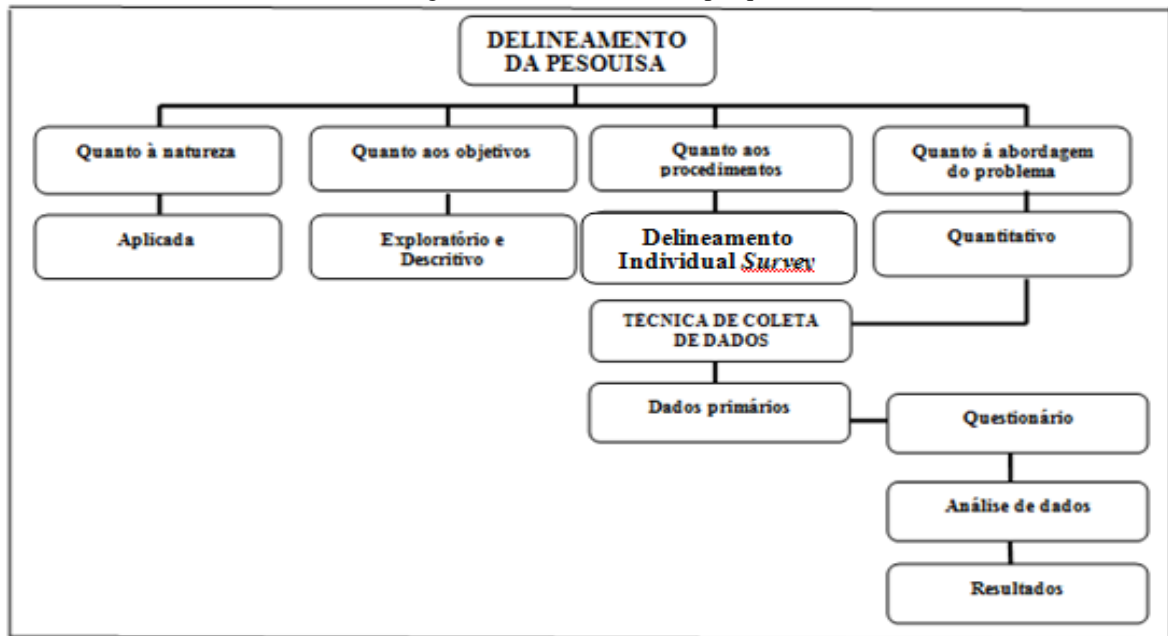 DELINEAMENTO
DA PESQUISA
Quanto à natureza
Quanto aos objetivos
Quanto aos
procedimentos
Quanto á abordagem
do problema
Aplicada
Exploratório e
Descritivo
Delineamento
Individual Survey
Quantitativo
TÉCNICA DE COLETA
DE DADOS
Dados primários
Questionário
Análise de dados
Resultados